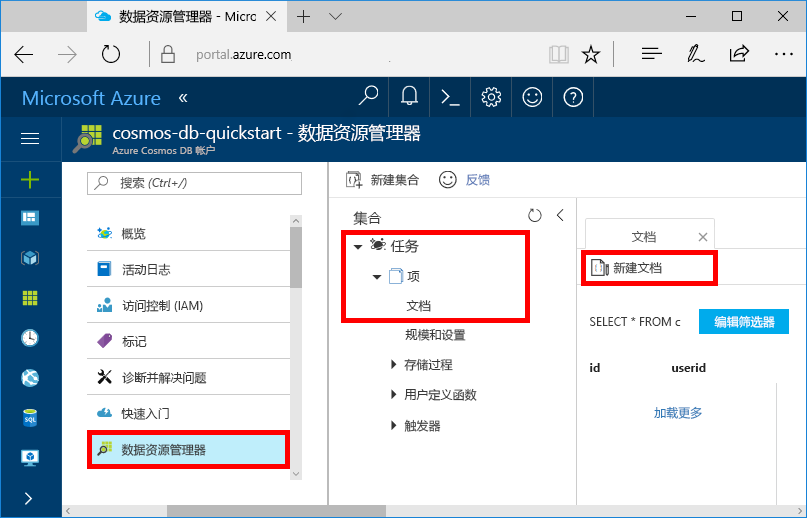 数据资源管理器 - Micro
portal.azure.com
Microsoft Azure «
cosmos-db-quickstart - 数据资源管理器
Azure Cosmos DB 帐户
搜索 (Ctrl+/)
概览
活动日志
访问控制 (IAM)
标记
诊断并解决问题
快速入门
数据资源管理器
新建集合
反馈
集合
任务
项
文档
规模和设置
存储过程
用户定义函数
触发器
文档
新建文档
SELECT * FROM c
编辑筛选器
id userid
加载更多
SQL